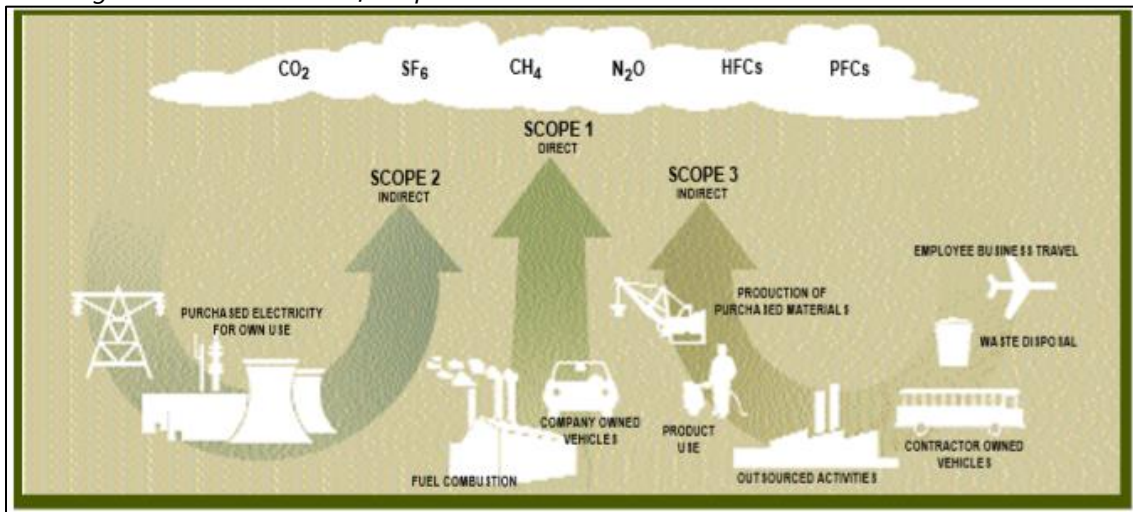 CO₂ SF₆ CH₄ N₂O HFCs PFCs
SCOPE 1
DIRECT
SCOPE 2
INDIRECT
SCOPE 3
INDIRECT
EMPLOYEE BUSINESS TRAVEL
PURCHASED ELECTRICITY
FOR OWN USE
PRODUCTION OF
PURCHASED MATERIALS
WASTE DISPOSAL
COMPANY OWNED
VEHICLES
PRODUCT
USE
CONTRACTOR OWNED
VEHICLES
FUEL COMBUSTION
OUTSOURCED ACTIVITIES